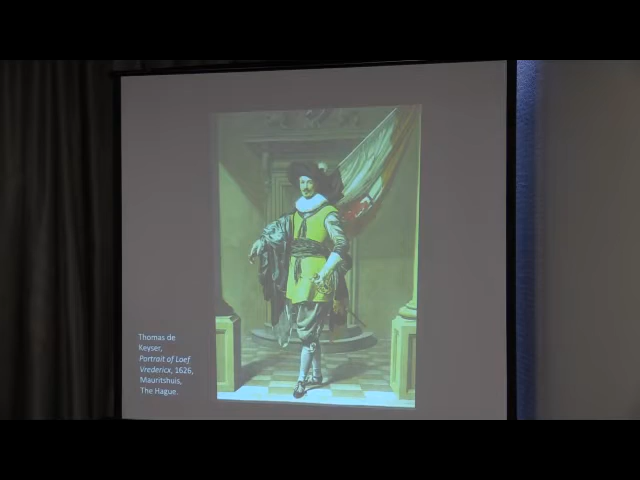 Thomas de
Keyser,
Portrait of Loef
Vredericx, 1626,
Mauritshuis,
The Hague.